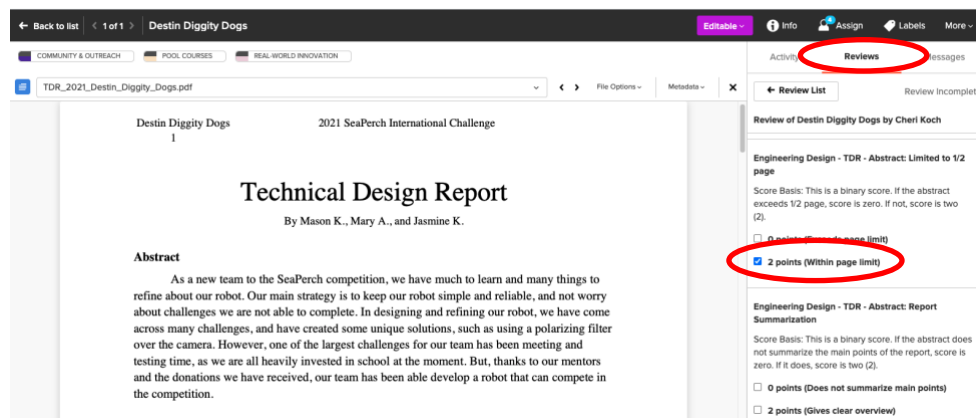 ← Back to list < 1 of 1 > Destin Diggity Dogs Editable Info 4 Assign Labels More
COMMUNITY & OUTREACH POOL COURSES REAL-WORLD INNOVATION
TDR_2021_Destin_Diggity_Dogs.pdf < > File Options Metadata ×
Destin Diggity Dogs 2021 SeaPerch International Challenge
1
Technical Design Report
By Mason K., Mary A., and Jasmine K.
Abstract
As a new team to the SeaPerch competition, we have much to learn and many things to
refine about our robot. Our main strategy is to keep our robot simple and reliable, and not worry
about challenges we are not able to complete. In designing and refining our robot, we have come
across many challenges, and have created some unique solutions, such as using a polarizing filter
over the camera. However, one of the largest challenges for our team has been meeting and
testing time, as we are all heavily invested in school at the moment. But, thanks to our mentors
and the donations we have received, our team has been able develop a robot that can compete in
the competition.
Activity Reviews Messages
← Review List Review Incomplet
Review of Destin Diggity Dogs by Cheri Koch
Engineering Design - TDR - Abstract: Limited to 1/2
page
Score Basis: This is a binary score. If the abstract
exceeds 1/2 page, score is zero. If not, score is two
(2).
0 points (Exceeds page limit)
2 points (Within page limit)
Engineering Design - TDR - Abstract: Report
Summarization
Score Basis: This is a binary score. If the abstract does
not summarize the main points of the report, score is
zero. If it does, score is two (2).
0 points (Does not summarize main points)
2 points (Gives clear overview)